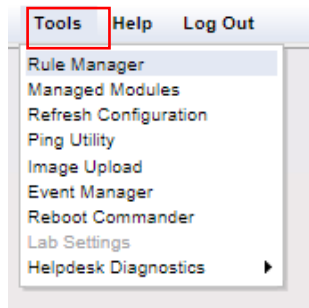 Tools Help Log Out
Rule Manager
Managed Modules
Refresh Configuration
Ping Utility
Image Upload
Event Manager
Reboot Commander
Lab Settings
Helpdesk Diagnostics